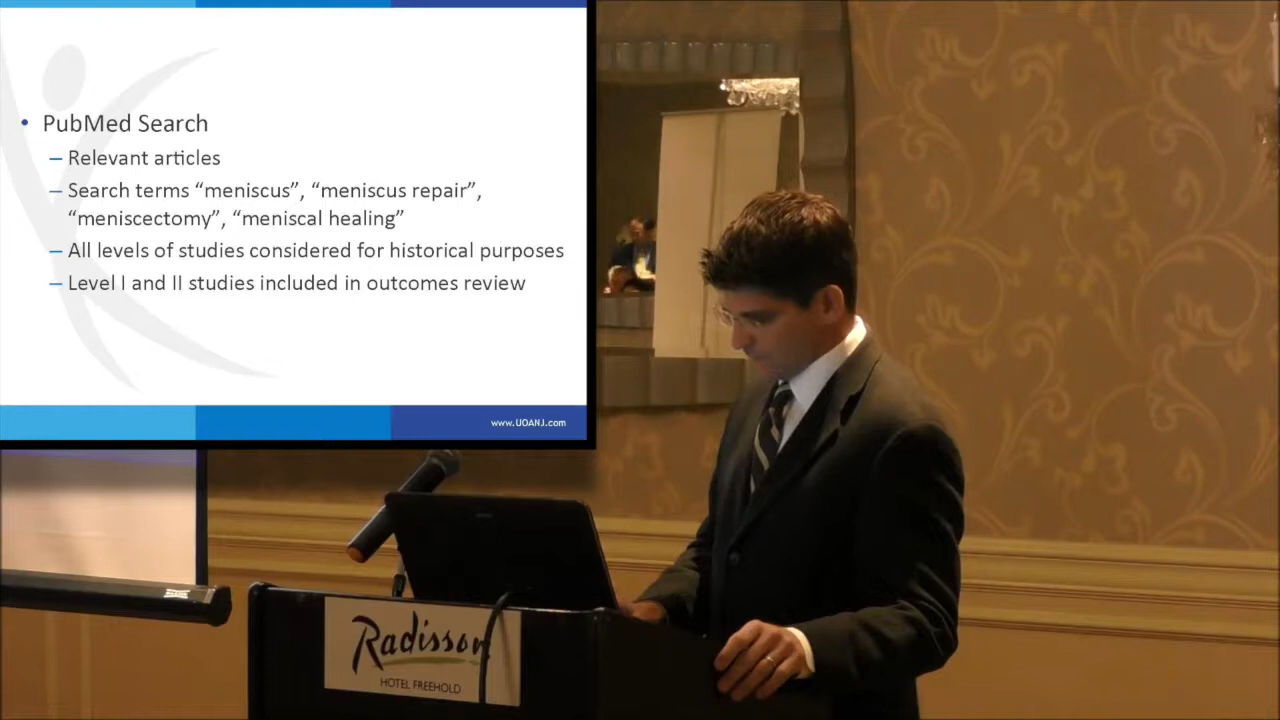 • PubMed Search
– Relevant articles
– Search terms “meniscus”, “meniscus repair”,
“meniscectomy”, “meniscal healing”
– All levels of studies considered for historical purposes
– Level I and II studies included in outcomes review
www.UOANJ.com
Radisson
HOTEL FREEHOLD